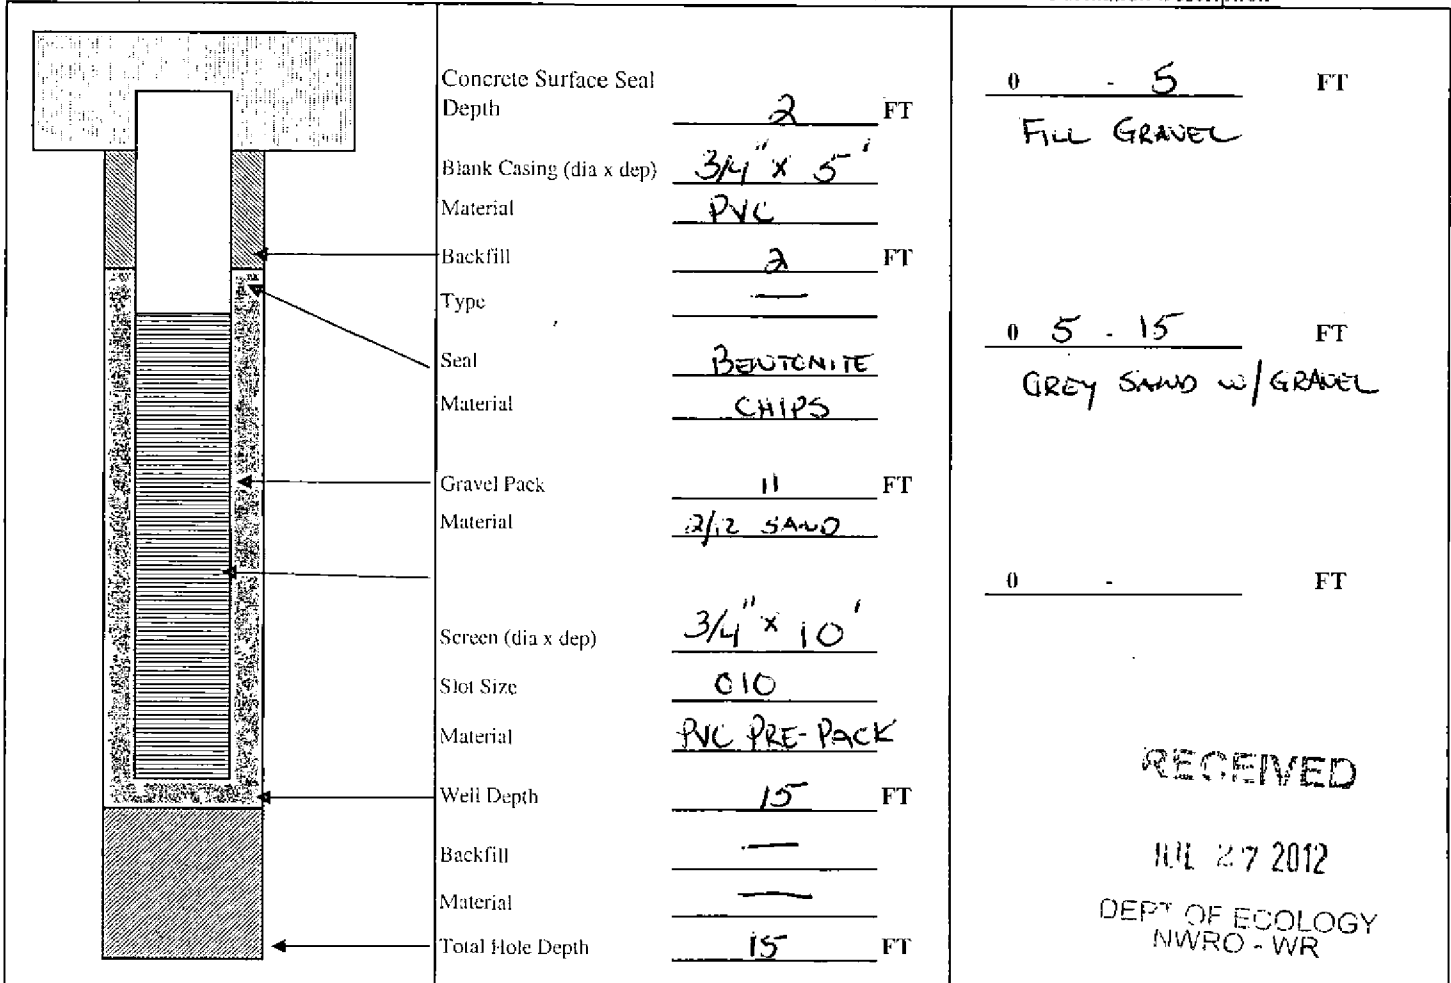 Concrete Surface Seal
Depth 2 FT
Blank Casing (dia x dep) 3/4" x 5'
Material PVC
Backfill 2 FT
Type —
Seal BENTONITE
Material CHIPS
Gravel Pack 11 FT
Material 2/12 SAND
Screen (dia x dep) 3/4" x 10'
Slot Size 010
Material PVC PRE-PACK
Well Depth 15 FT
Backfill —
Material —
Total Hole Depth 15 FT
0 - 5 FT
FILL GRAVEL
0 5 - 15 FT
GREY SAND W/GRAVEL
0 - FT
RECEIVED
JUL 27 2012
DEPT OF ECOLOGY
NWRO - WR